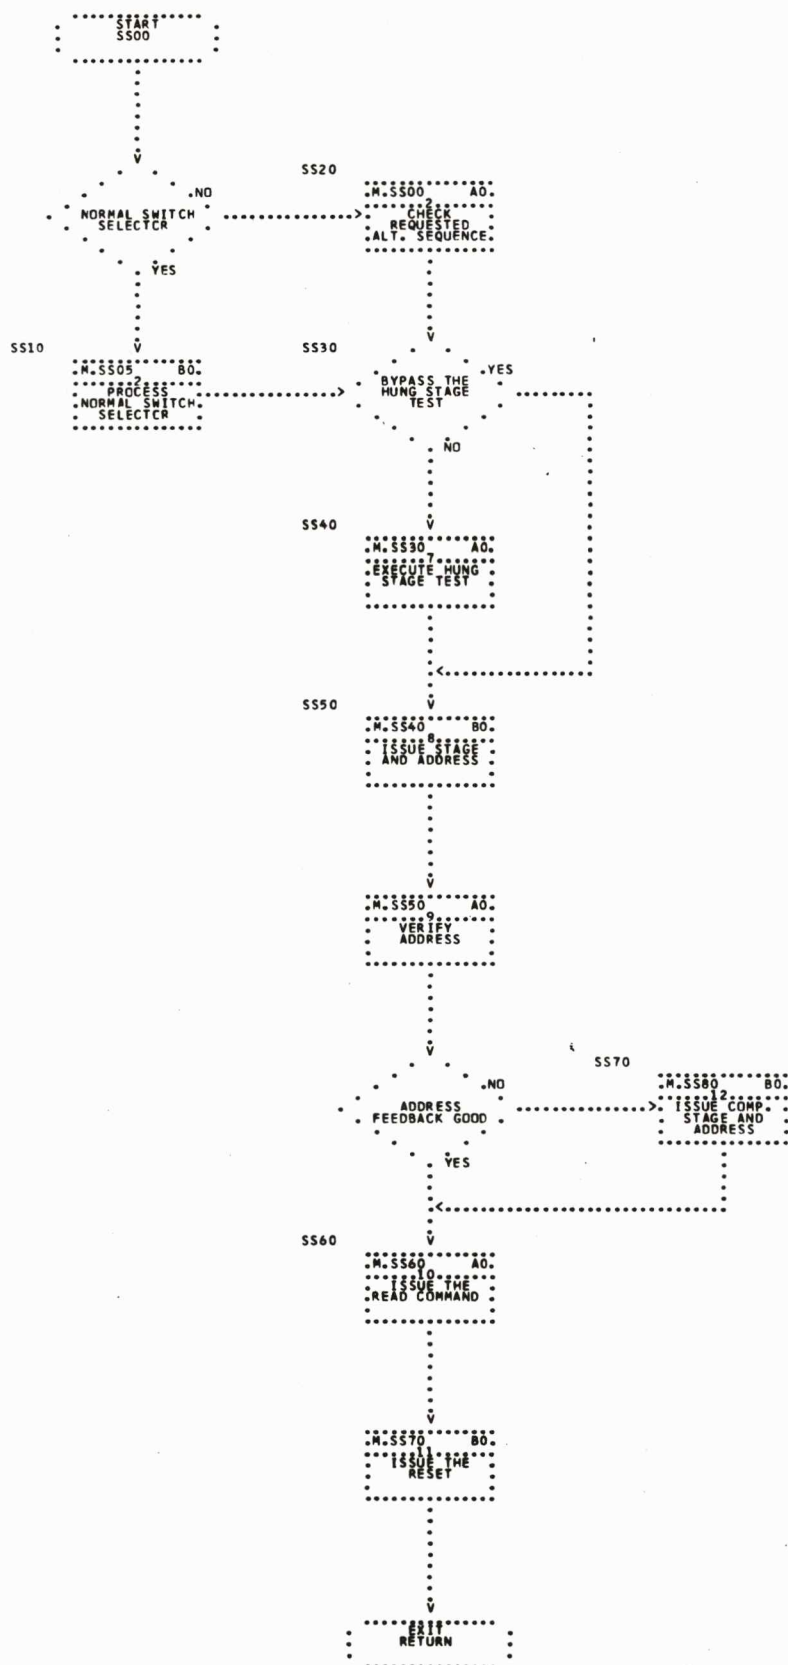 START
SS00
SS20
.NO
M.SS00 A0.
2
NORMAL SWITCH
SELECTCR
CHECK
REQUESTED
ALT. SEQUENCE
YES
SS10
SS30
M.SS05 B0.
2
PROCESS
NORMAL SWITCH
SELECTCR
.YES
BYPASS THE
HUNG STAGE
TEST
NO
SS40
M.SS30 A0.
7
EXECUTE HUNG
STAGE TEST
SS50
M.SS40 B0.
8
ISSUE STAGE
AND ADDRESS
M.SS50 A0.
9
VERIFY
ADDRESS
SS70
.NO
M.SS80 B0.
12
ADDRESS
FEEDBACK GOOD
ISSUE COMP.
STAGE AND
ADDRESS
YES
SS60
M.SS60 A0.
10
ISSUE THE
READ COMMAND
M.SS70 B0.
11
ISSUE THE
RESET
EXIT
RETURN